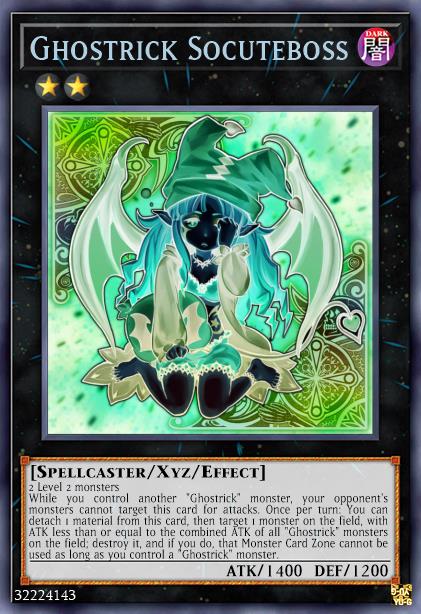 Ghostrick Socuteboss
DARK
闇
[Spellcaster/Xyz/Effect]
2 Level 2 monsters
While you control another "Ghostrick" monster, your opponent's
monsters cannot target this card for attacks. Once per turn: You can
detach 1 material from this card, then target 1 monster on the field, with
ATK less than or equal to the combined ATK of all "Ghostrick" monsters
on the field; destroy it, and if you do, that Monster Card Zone cannot be
used as long as you control a "Ghostrick" monster.
ATK/1400 DEF/1200
32224143